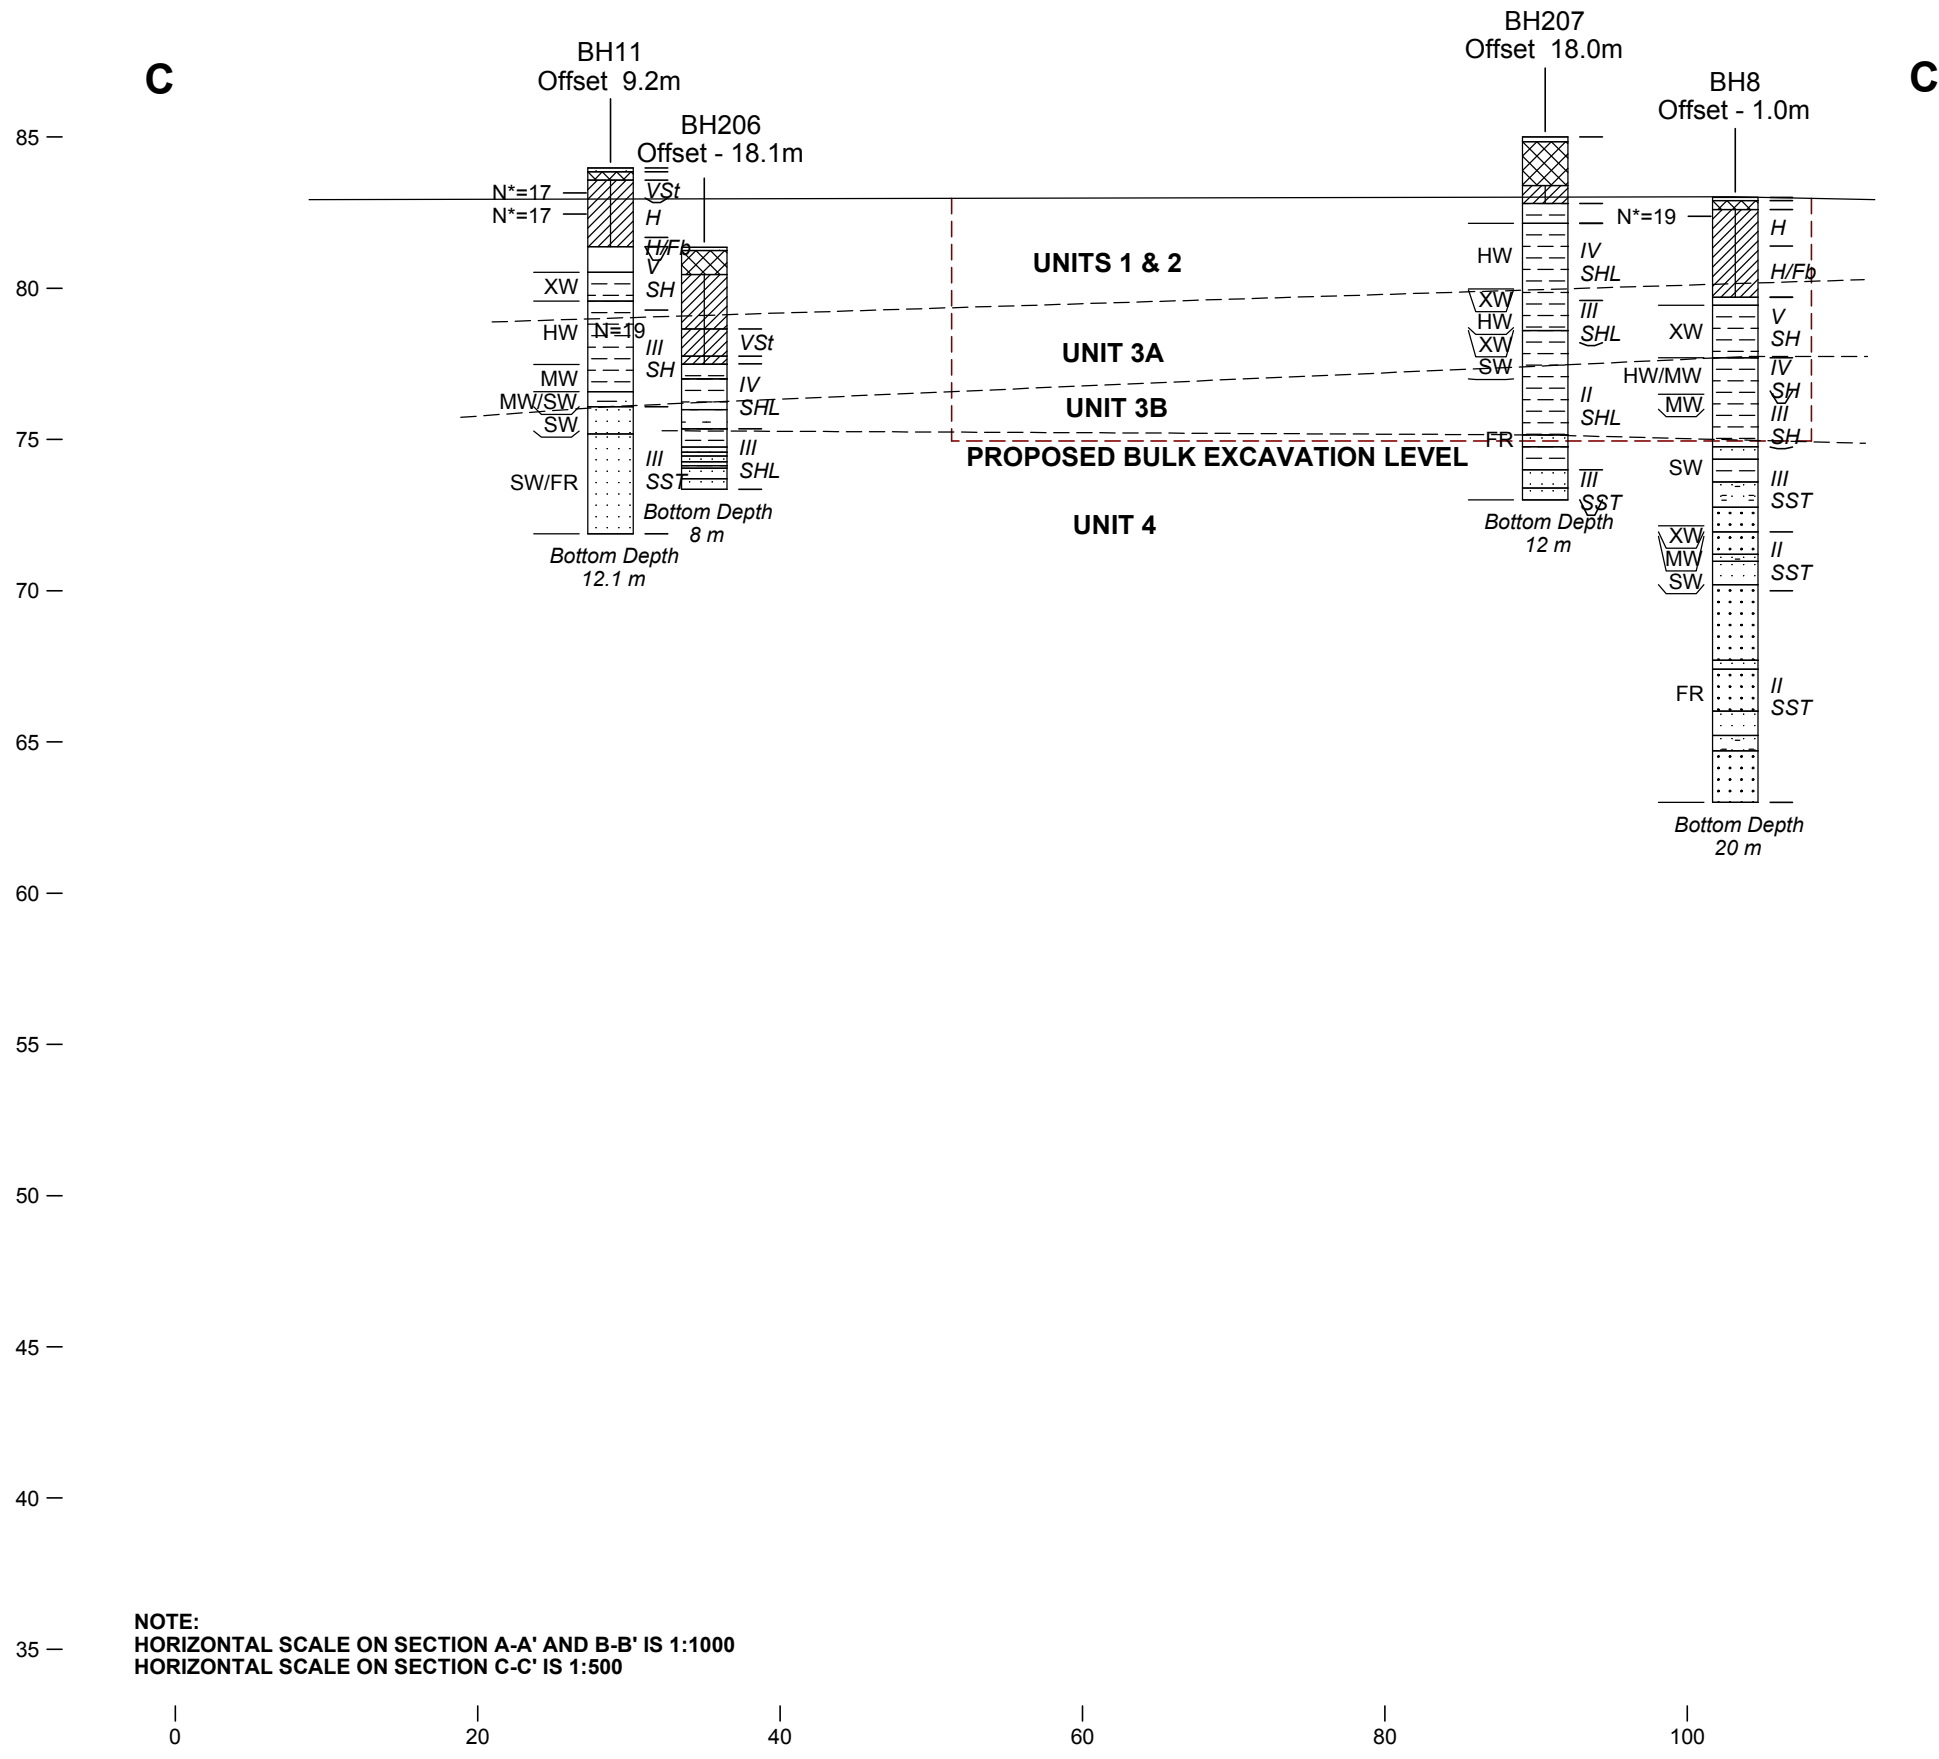 C
C
BH11
Offset 9.2m
BH206
Offset - 18.1m
BH207
Offset 18.0m
BH8
Offset - 1.0m
85
80
75
70
65
60
55
50
45
40
35
N*=17
N*=17
VSt
H
H/Fb
V
SH
XW
HW
N=19
III
SH
MW
MW/SW
SW
SW/FR
III
SST
Bottom Depth
12.1 m
VSt
IV
SHL
III
SHL
Bottom Depth
8 m
UNITS 1 & 2
UNIT 3A
UNIT 3B
PROPOSED BULK EXCAVATION LEVEL
UNIT 4
HW
XW
HW
XW
SW
FR
IV
SHL
III
SHL
II
SHL
III
SST
Bottom Depth
12 m
N*=19
H
H/Fb
XW
V
SH
HW/MW
IV
SH
MW
III
SH
SW
III
SST
XW
MW
SW
II
SST
FR
II
SST
Bottom Depth
20 m
NOTE:
HORIZONTAL SCALE ON SECTION A-A' AND B-B' IS 1:1000
HORIZONTAL SCALE ON SECTION C-C' IS 1:500
0 20 40 60 80 100